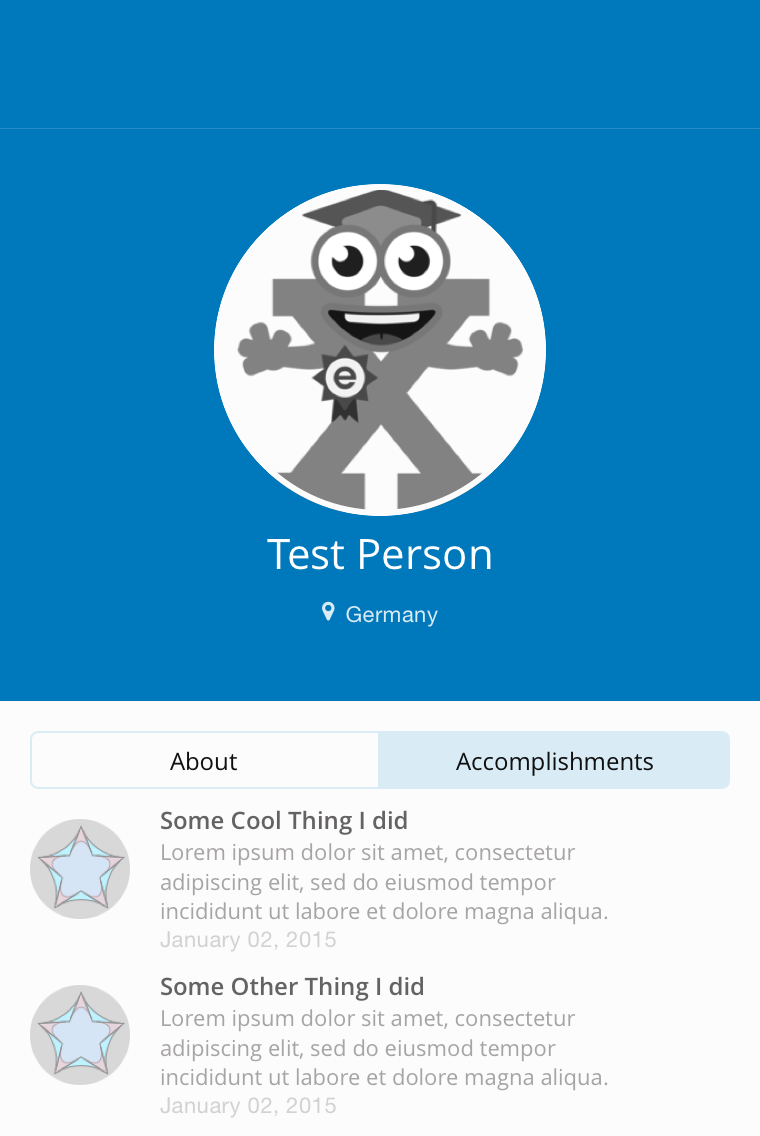 e
Test Person
Germany
About
Accomplishments
Some Cool Thing I did
Lorem ipsum dolor sit amet, consectetur
adipiscing elit, sed do eiusmod tempor
incididunt ut labore et dolore magna aliqua.
January 02, 2015
Some Other Thing I did
Lorem ipsum dolor sit amet, consectetur
adipiscing elit, sed do eiusmod tempor
incididunt ut labore et dolore magna aliqua.
January 02, 2015